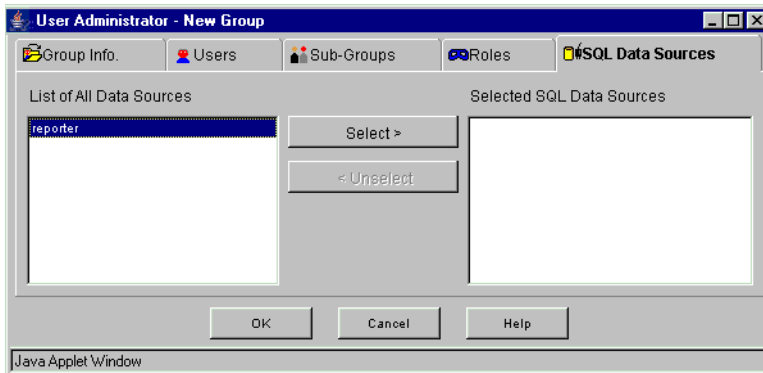 User Administrator - New Group
Group Info. Users Sub-Groups Roles SQL Data Sources
List of All Data Sources Selected SQL Data Sources
reporter
Select >
< Unselect
OK Cancel Help
Java Applet Window